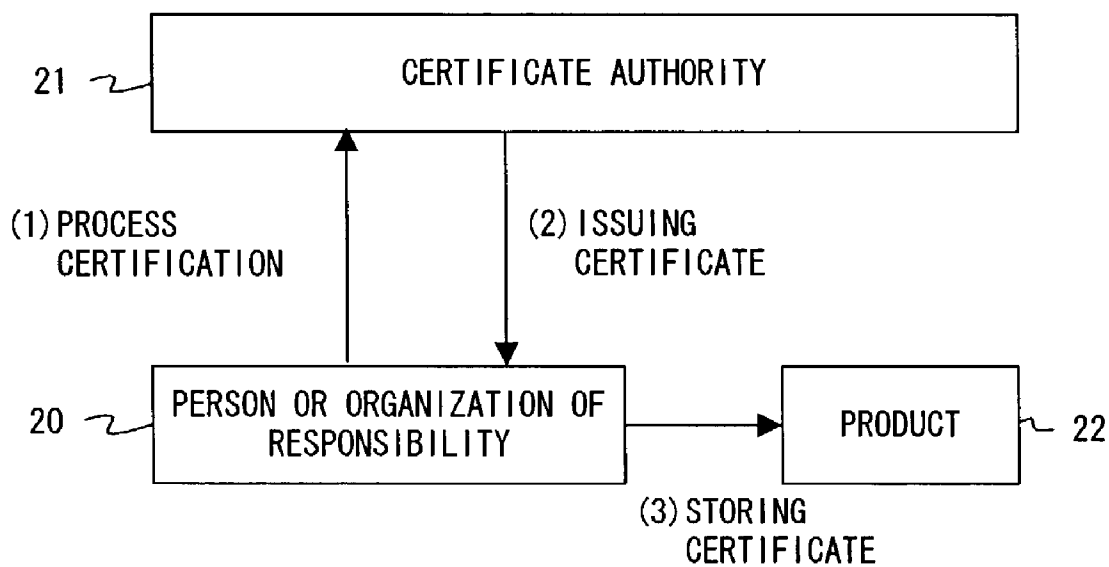 21
CERTIFICATE AUTHORITY
(1) PROCESS
CERTIFICATION
(2) ISSUING
CERTIFICATE
20
PERSON OR ORGANIZATION OF
RESPONSIBILITY
PRODUCT
22
(3) STORING
CERTIFICATE